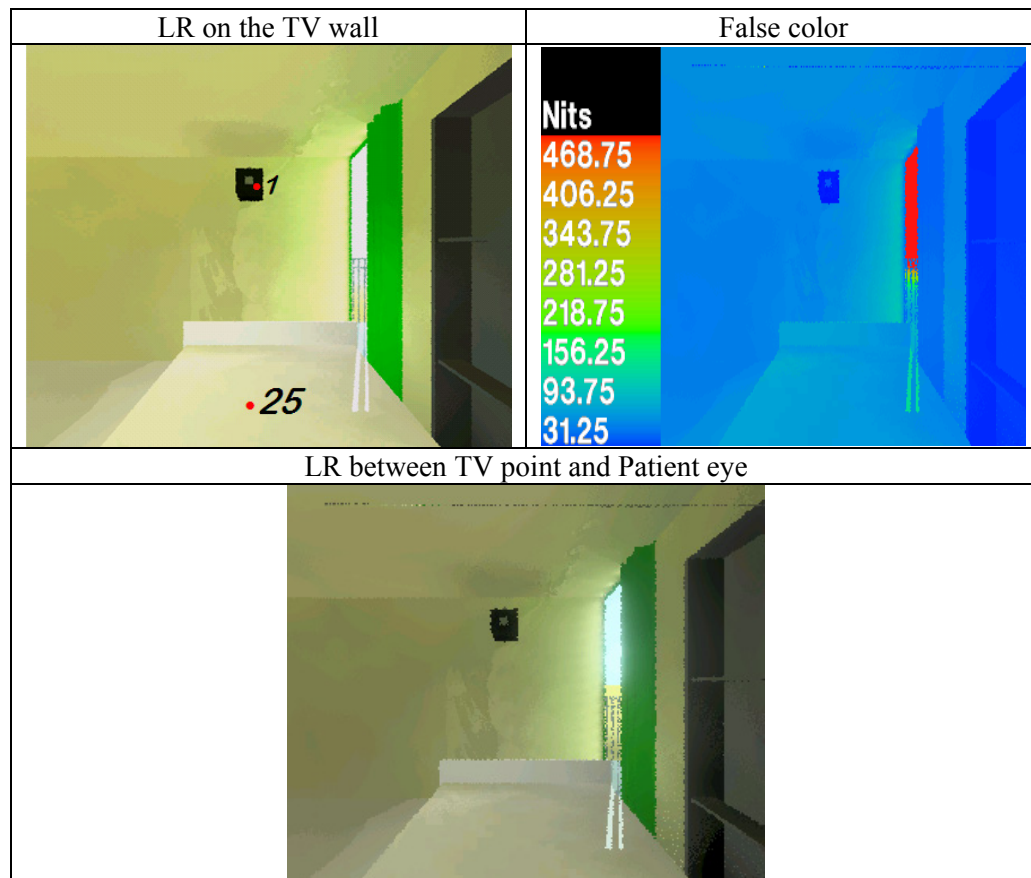 LR on the TV wall
False color
1
25
Nits
468.75
406.25
343.75
281.25
218.75
156.25
93.75
31.25
LR between TV point and Patient eye